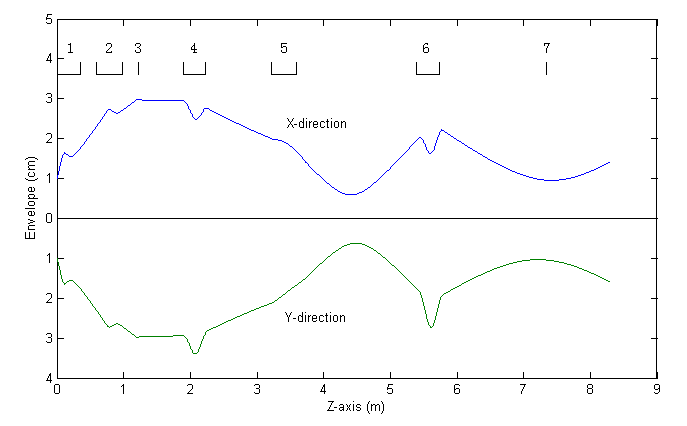 5
4
3
2
1
0
1
2
3
4
Envelope (cm)
1 2 3 4 5 6 7
X-direction
Y-direction
0 1 2 3 4 5 6 7 8 9
Z-axis (m)